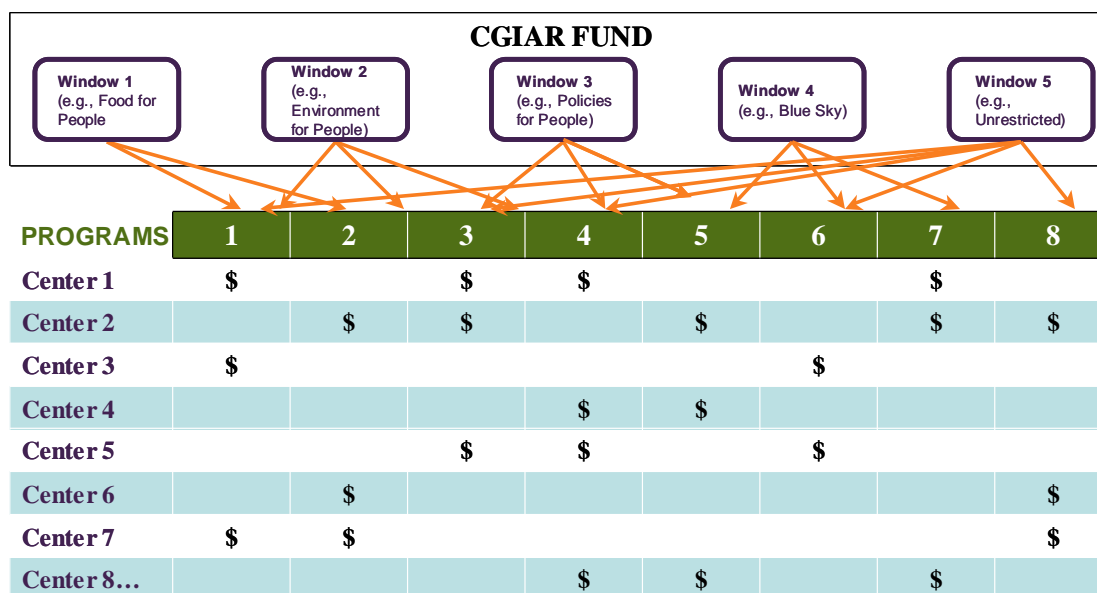 CGIAR FUND
Window 1
(e.g., Food for
People
Window 2
(e.g.,
Environment
for People)
Window 3
(e.g., Policies
for People)
Window 4
(e.g., Blue Sky)
Window 5
(e.g.,
Unrestricted)
PROGRAMS 1 2 3 4 5 6 7 8
Center 1 $ $ $ $
Center 2 $ $ $ $ $
Center 3 $ $
Center 4 $ $
Center 5 $ $ $
Center 6 $ $
Center 7 $ $ $
Center 8... $ $ $